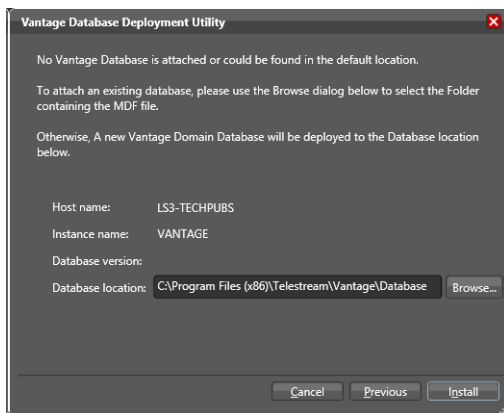 Vantage Database Deployment Utility
No Vantage Database is attached or could be found in the default location.
To attach an existing database, please use the Browse dialog below to select the Folder
containing the MDF file.
Otherwise, A new Vantage Domain Database will be deployed to the Database location
below.
Host name: LS3-TECHPUBS
Instance name: VANTAGE
Database version:
Database location: C:\Program Files (x86)\Telestream\Vantage\Database Browse...
Cancel Previous Install